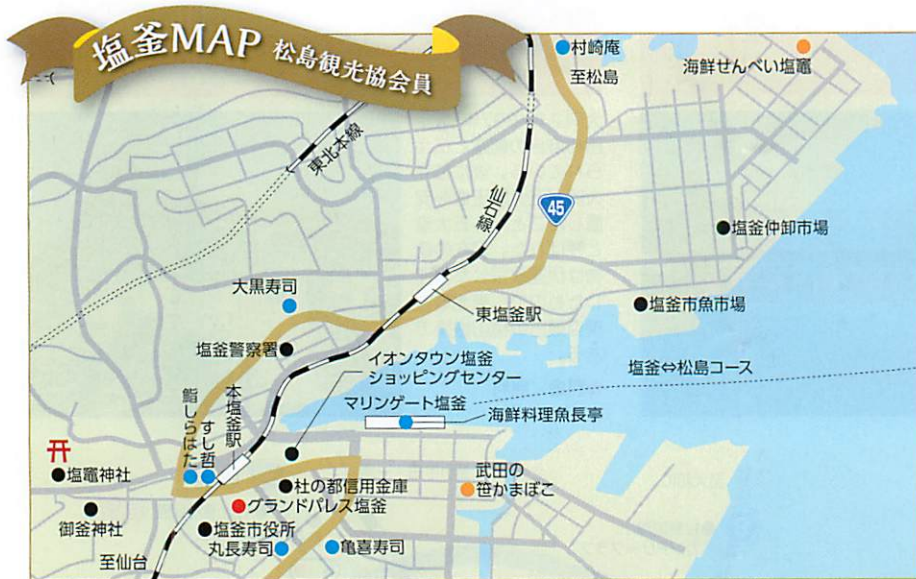 塩釜MAP 松島観光協会員
村崎庵
至松島
海鮮せんべい塩竈
東北本線
仙石線
45
塩釜仲卸市場
大黒寿司
東塩釜駅
塩釜市魚市場
塩釜警察署
イオンタウン塩釜
ショッピングセンター
塩釜⇔松島コース
本塩釜駅
すし哲
鮨しらはた
マリンゲート塩釜
海鮮料理魚長亭
塩竈神社
杜の都信用金庫
武田の
笹かまぼこ
グランドパレス塩釜
御釜神社
塩釜市役所
丸長寿司
亀喜寿司
至仙台